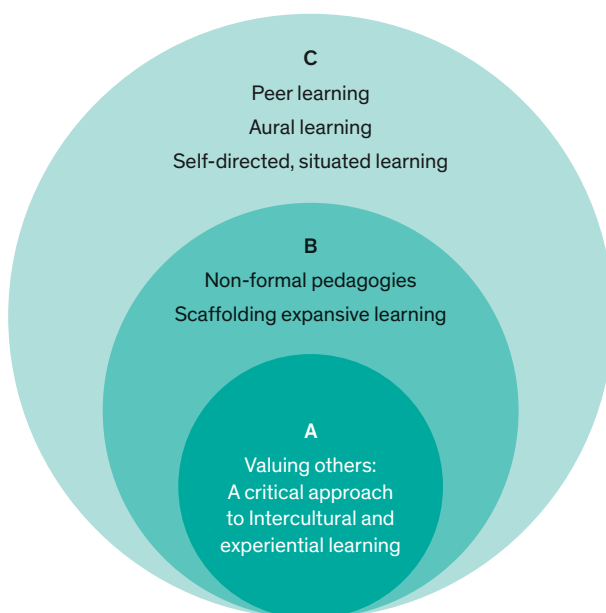 C
Peer learning
Aural learning
Self-directed, situated learning
B
Non-formal pedagogies
Scaffolding expansive learning
A
Valuing others:
A critical approach
to Intercultural and
experiential learning